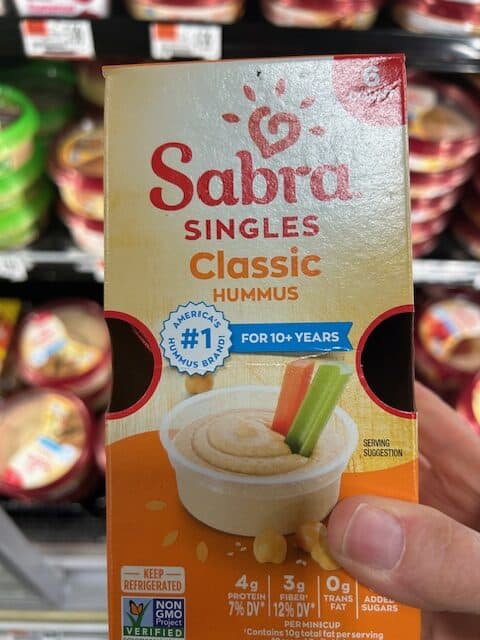 6
Sabra
SINGLES
Classic
HUMMUS
AMERICA'S
#1
HUMMUS BRAND!
FOR 10+ YEARS
SERVING
SUGGESTION
KEEP
REFRIGERATED
NON
GMO
Project
VERIFIED
4g
PROTEIN
7% DV*
3g
FIBER
12% DV*
0g
TRANS
FAT
ADDED
SUGARS
PER MINICUP
*Contains 10g total fat per serving